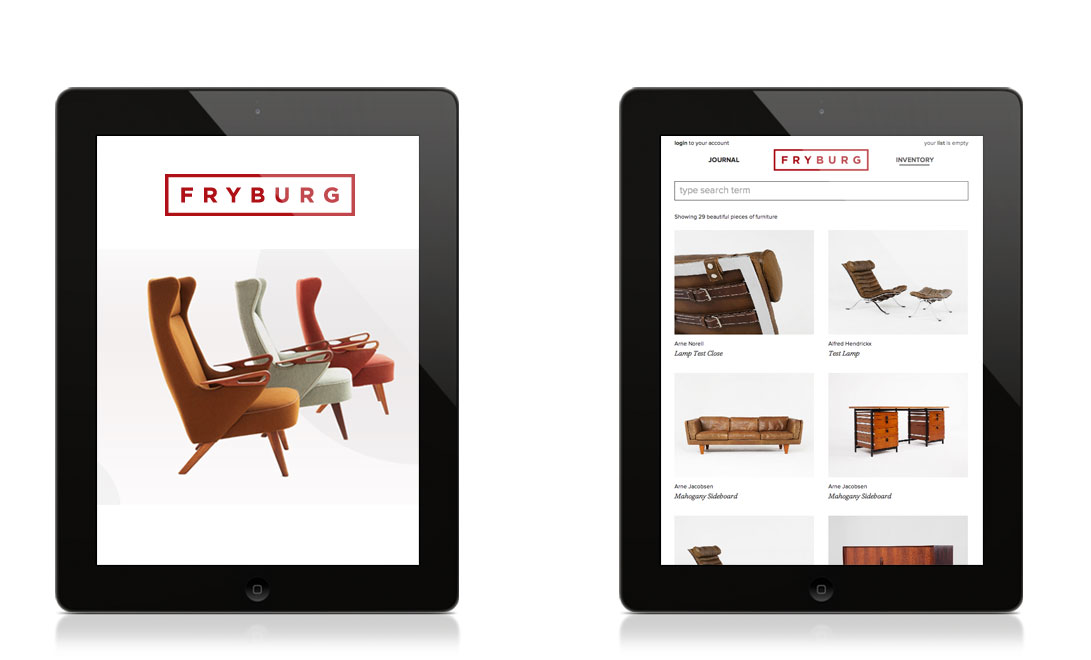 FRYBURG
login to your account
your list is empty
JOURNAL
FRYBURG
INVENTORY
type search term
Showing 29 beautiful pieces of furniture
Arne Norell
Lamp Test Close
Alfred Hendrickx
Test Lamp
Arne Jacobsen
Mahogany Sideboard
Arne Jacobsen
Mahogany Sideboard